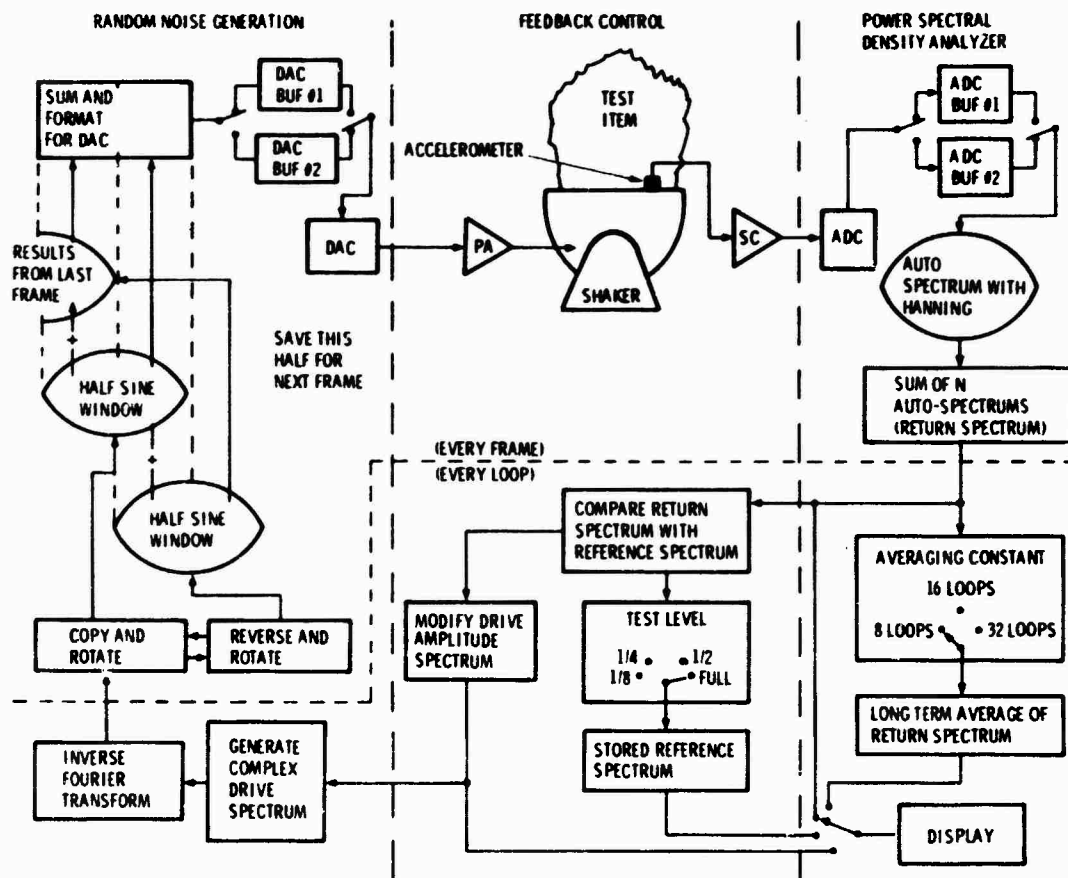 RANDOM NOISE GENERATION
FEEDBACK CONTROL
POWER SPECTRAL
DENSITY ANALYZER
SUM AND
FORMAT
FOR DAC
DAC
BUF #1
DAC
BUF #2
DAC
RESULTS
FROM LAST
FRAME
SAVE THIS
HALF FOR
NEXT FRAME
HALF SINE
WINDOW
HALF SINE
WINDOW
COPY AND
ROTATE
REVERSE AND
ROTATE
INVERSE
FOURIER
TRANSFORM
GENERATE
COMPLEX
DRIVE
SPECTRUM
TEST
ITEM
ACCELEROMETER
PA
SHAKER
SC
(EVERY FRAME)
(EVERY LOOP)
COMPARE RETURN
SPECTRUM WITH
REFERENCE SPECTRUM
MODIFY DRIVE
AMPLITUDE
SPECTRUM
TEST LEVEL
1/4 1/2
1/8 FULL
STORED REFERENCE
SPECTRUM
ADC
BUF #1
ADC
BUF #2
ADC
AUTO
SPECTRUM WITH
HANNING
SUM OF N
AUTO-SPECTRUMS
(RETURN SPECTRUM)
AVERAGING CONSTANT
16 LOOPS
8 LOOPS 32 LOOPS
LONG TERM AVERAGE OF
RETURN SPECTRUM
DISPLAY